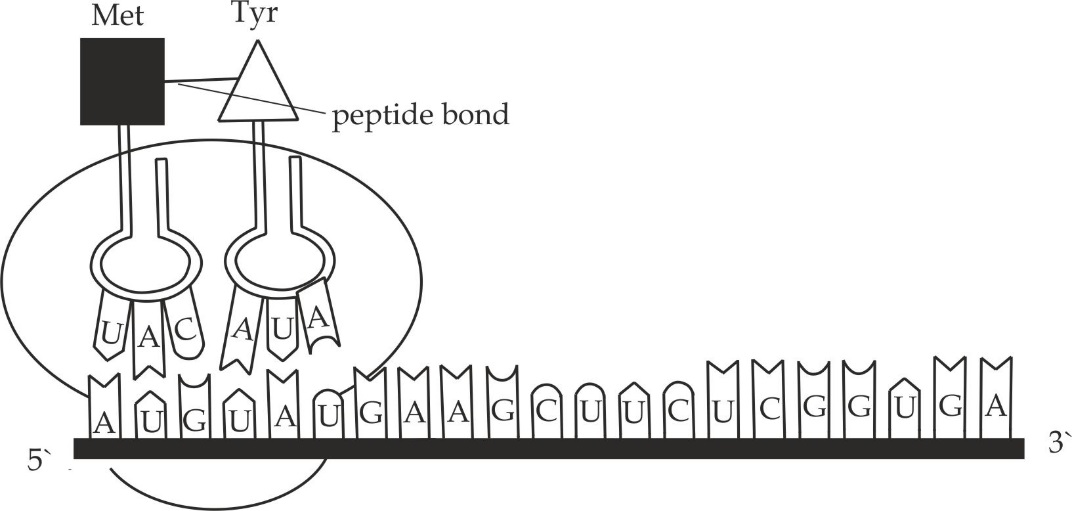 Met Tyr
peptide bond
U A C A U A
A U G U A U G A A G C U U C U C G G U G A
5` 3`